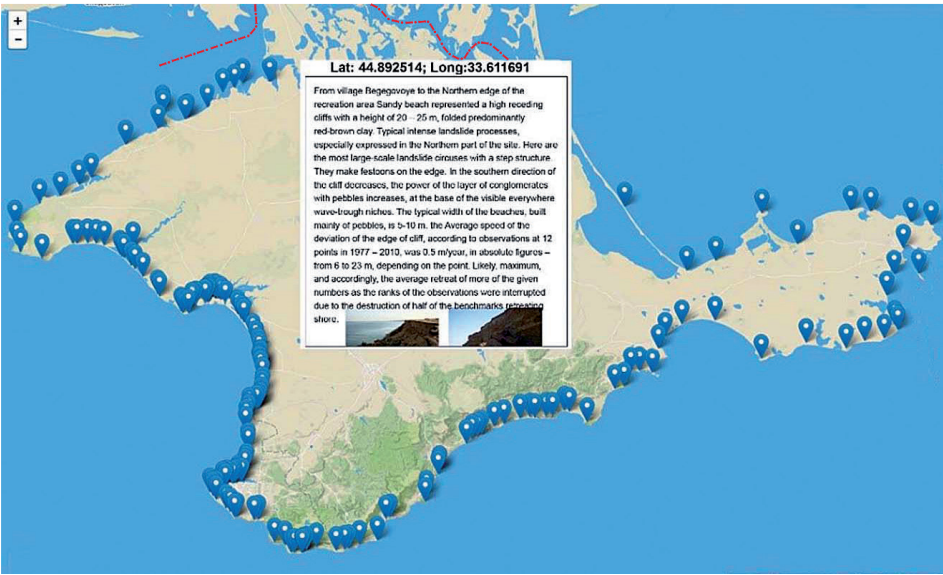 +
−
Lat: 44.892514; Long:33.611691
From village Begegovoye to the Northern edge of the
recreation area Sandy beach represented a high receding
cliffs with a height of 20 – 25 m, folded predominantly
red-brown clay. Typical intense landslide processes,
especially expressed in the Northern part of the site. Here are
the most large-scale landslide circuses with a step structure.
They make festoons on the edge. In the southern direction of
the cliff decreases, the power of the layer of conglomerates
with pebbles increases, at the base of the visible everywhere
wave-trough niches. The typical width of the beaches, built
mainly of pebbles, is 5-10 m. the Average speed of the
deviation of the edge of cliff, according to observations at 12
points in 1977 – 2010, was 0.5 m/year, in absolute figures –
from 6 to 23 m, depending on the point. Likely, maximum,
and accordingly, the average retreat of more of the given
numbers as the ranks of the observations were interrupted
due to the destruction of half of the benchmarks retreating
shore.